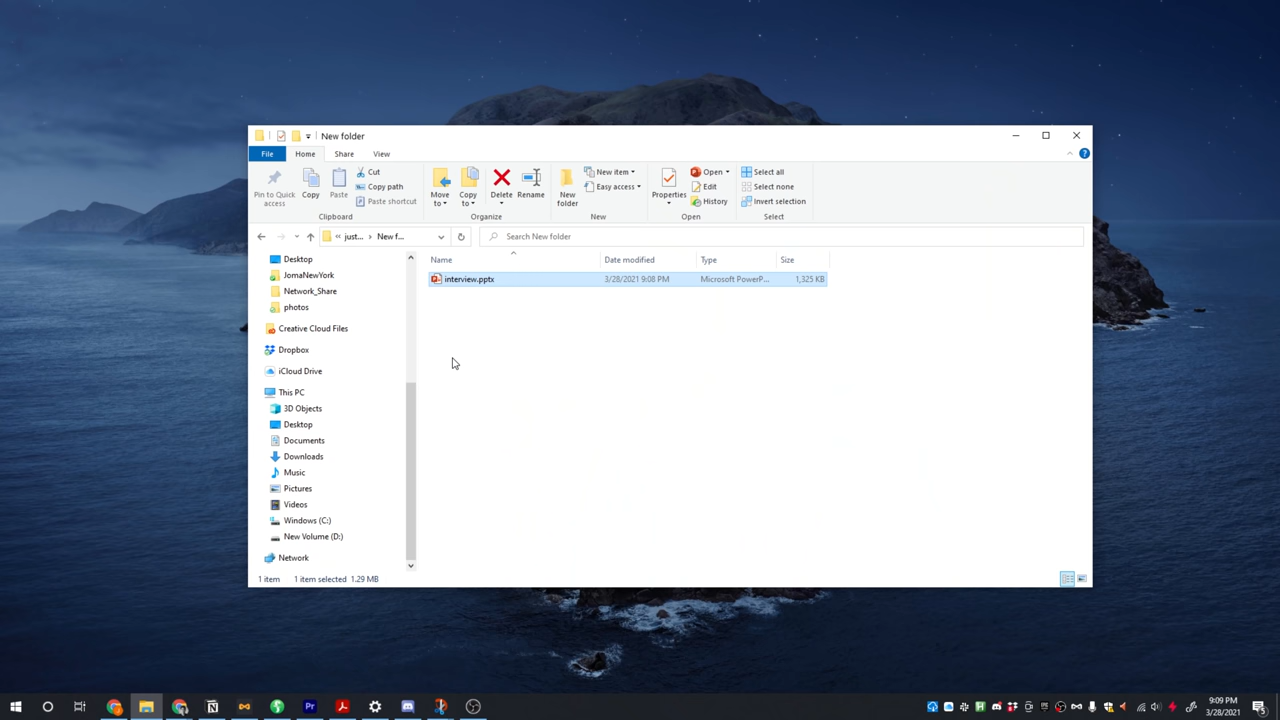 New folder
File Home Share View
Pin to Quick access
Copy
Paste
Cut
Copy path
Paste shortcut
Clipboard
Move to
Copy to
Delete
Rename
Organize
New folder
New item
Easy access
New
Properties
Open
Edit
History
Open
Select all
Select none
Invert selection
Select
« just... > New f...
Search New folder
Name Date modified Type Size
interview.pptx 3/28/2021 9:08 PM Microsoft PowerP... 1,325 KB
Desktop
JomaNewYork
Network_Share
photos
Creative Cloud Files
Dropbox
iCloud Drive
This PC
3D Objects
Desktop
Documents
Downloads
Music
Pictures
Videos
Windows (C:)
New Volume (D:)
Network
1 item 1 item selected 1.29 MB
9:09 PM
3/28/2021